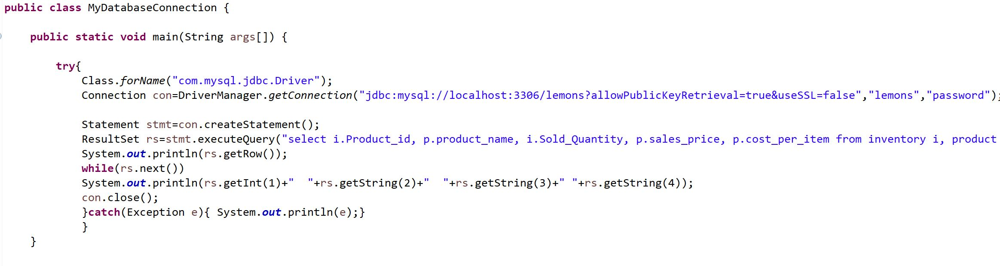 public class MyDatabaseConnection {
public static void main(String args[]) {
try{
Class.forName("com.mysql.jdbc.Driver");
Connection con=DriverManager.getConnection("jdbc:mysql://localhost:3306/lemons?allowPublicKeyRetrieval=true&useSSL=false","lemons","password");
Statement stmt=con.createStatement();
ResultSet rs=stmt.executeQuery("select i.Product_id, p.product_name, i.Sold_Quantity, p.sales_price, p.cost_per_item from inventory i, product
System.out.println(rs.getRow());
while(rs.next())
System.out.println(rs.getInt(1)+"  "+rs.getString(2)+"  "+rs.getString(3)+" "+rs.getString(4));
con.close();
}catch(Exception e){ System.out.println(e);}
}
}